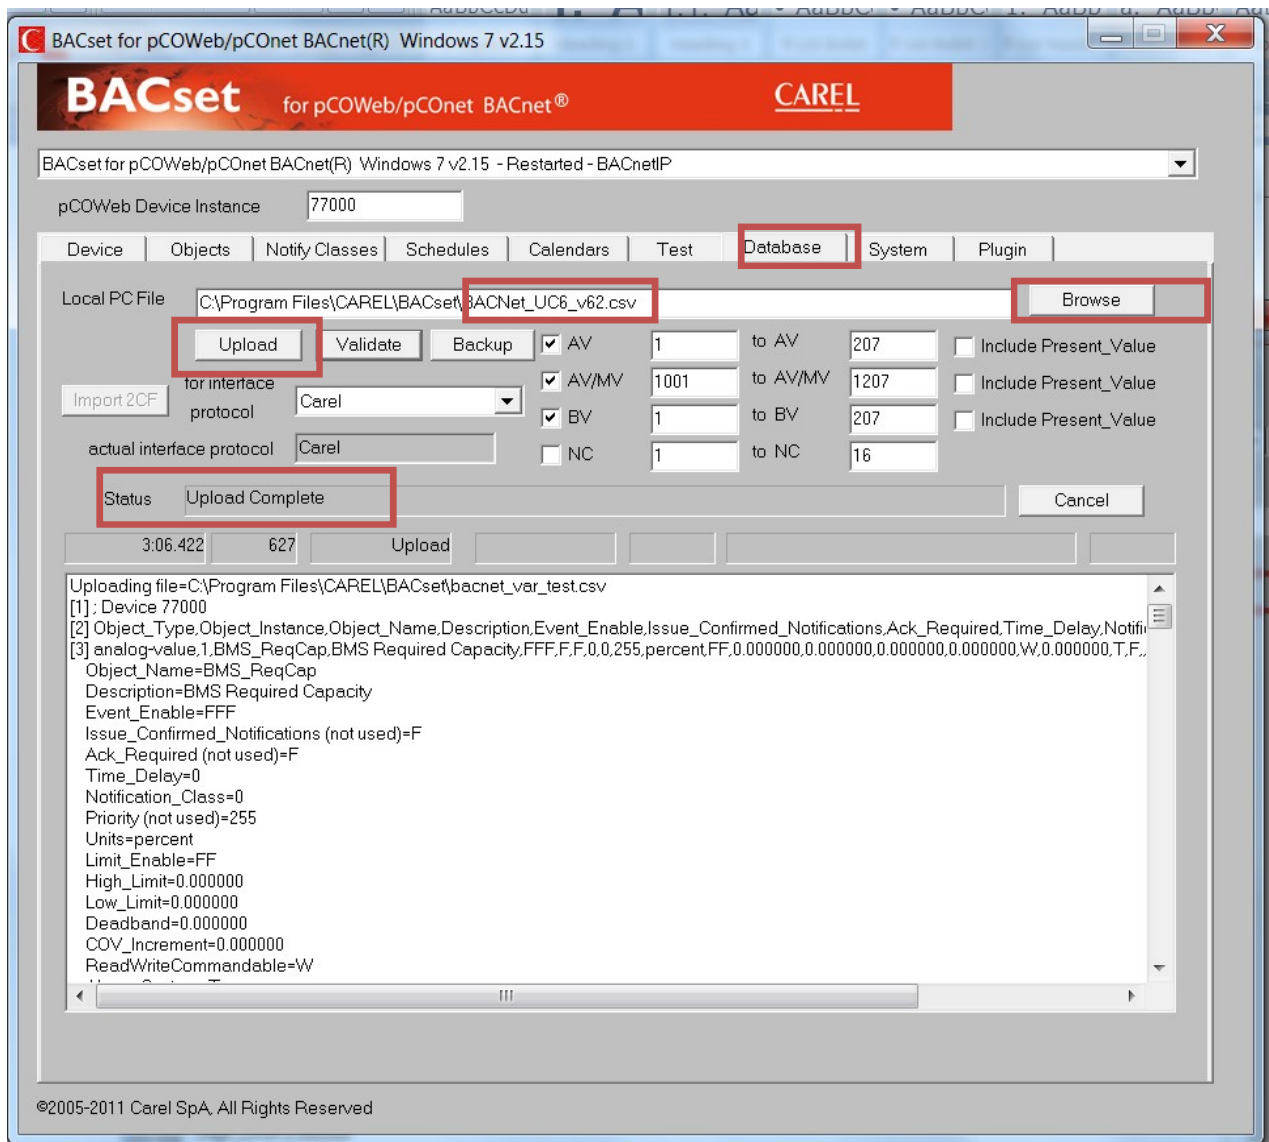 BACset for pCOWeb/pCOnet BACnet(R)  Windows 7 v2.15
BACset for pCOWeb/pCOnet BACnet® CAREL
BACset for pCOWeb/pCOnet BACnet(R)  Windows 7 v2.15  - Restarted - BACnetIP
pCOWeb Device Instance 77000
Device Objects Notify Classes Schedules Calendars Test Database System Plugin
Local PC File C:\Program Files\CAREL\BACset\BACNet_UC6_v62.csv Browse
Upload Validate Backup AV 1 to AV 207 Include Present_Value
Import 2CF for interface protocol Carel AV/MV 1001 to AV/MV 1207 Include Present_Value
BV 1 to BV 207 Include Present_Value
actual interface protocol Carel NC 1 to NC 16
Status Upload Complete Cancel
3:06.422 627 Upload
Uploading file=C:\Program Files\CAREL\BACset\bacnet_var_test.csv
[1] ; Device 77000
[2] Object_Type,Object_Instance,Object_Name,Description,Event_Enable,Issue_Confirmed_Notifications,Ack_Required,Time_Delay,Notifi
[3] analog-value,1,BMS_ReqCap,BMS Required Capacity,FFF,F,F,0,0,255,percent,FF,0.000000,0.000000,0.000000,0.000000,W,0.000000,T,F,,
Object_Name=BMS_ReqCap
Description=BMS Required Capacity
Event_Enable=FFF
Issue_Confirmed_Notifications (not used)=F
Ack_Required (not used)=F
Time_Delay=0
Notification_Class=0
Priority (not used)=255
Units=percent
Limit_Enable=FF
High_Limit=0.000000
Low_Limit=0.000000
Deadband=0.000000
COV_Increment=0.000000
ReadWriteCommandable=W
©2005-2011 Carel SpA, All Rights Reserved